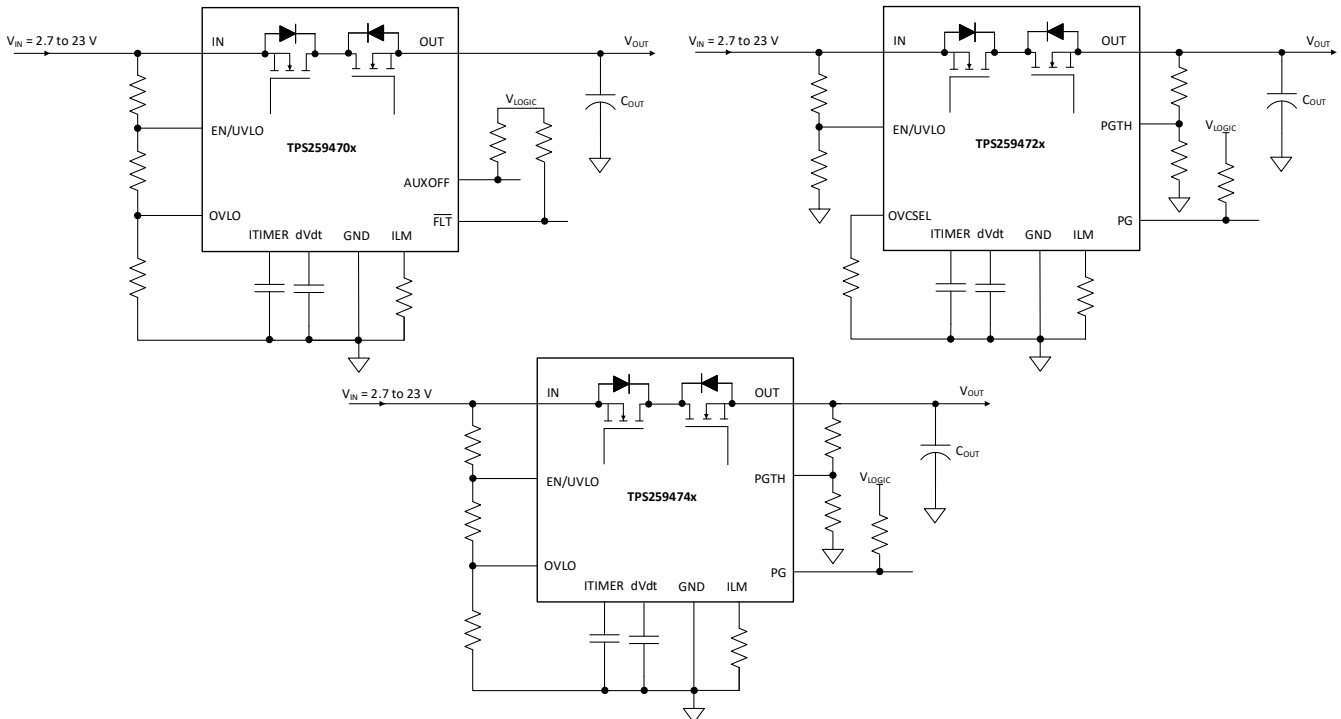 VIN = 2.7 to 23 V
IN
OUT
VOUT
COUT
VLOGIC
EN/UVLO
TPS259470x
AUXOFF
OVLO
FLT
ITIMER dVdt GND ILM
VIN = 2.7 to 23 V
IN
OUT
VOUT
COUT
EN/UVLO
PGTH
VLOGIC
TPS259472x
OVCSEL
PG
ITIMER dVdt GND ILM
VIN = 2.7 to 23 V
IN
OUT
VOUT
COUT
EN/UVLO
PGTH
VLOGIC
TPS259474x
OVLO
PG
ITIMER dVdt GND ILM